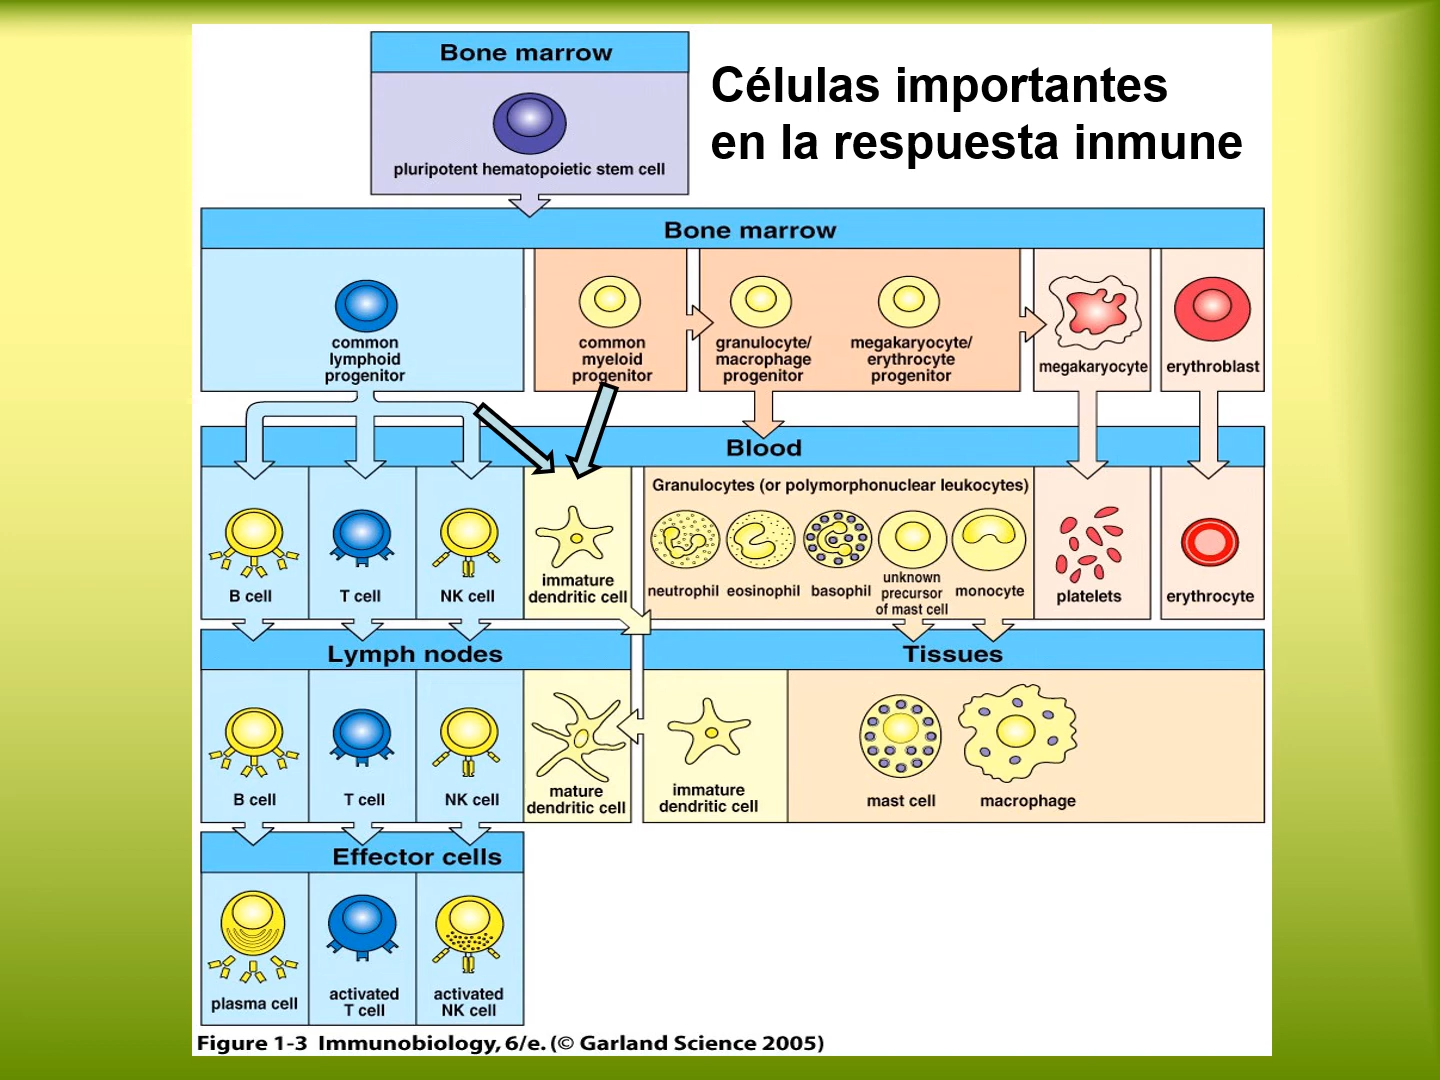 Bone marrow
pluripotent hematopoietic stem cell
Células importantes
en la respuesta inmune
Bone marrow
common
lymphoid
progenitor
common
myeloid
progenitor
granulocyte/
macrophage
progenitor
megakaryocyte/
erythrocyte
progenitor
megakaryocyte
erythroblast
Blood
B cell
T cell
NK cell
immature
dendritic cell
Granulocytes (or polymorphonuclear leukocytes)
neutrophil
eosinophil
basophil
unknown
precursor
of mast cell
monocyte
platelets
erythrocyte
Lymph nodes
B cell
T cell
NK cell
mature
dendritic cell
Tissues
immature
dendritic cell
mast cell
macrophage
Effector cells
plasma cell
activated
T cell
activated
NK cell
Figure 1-3 Immunobiology, 6/e. (© Garland Science 2005)